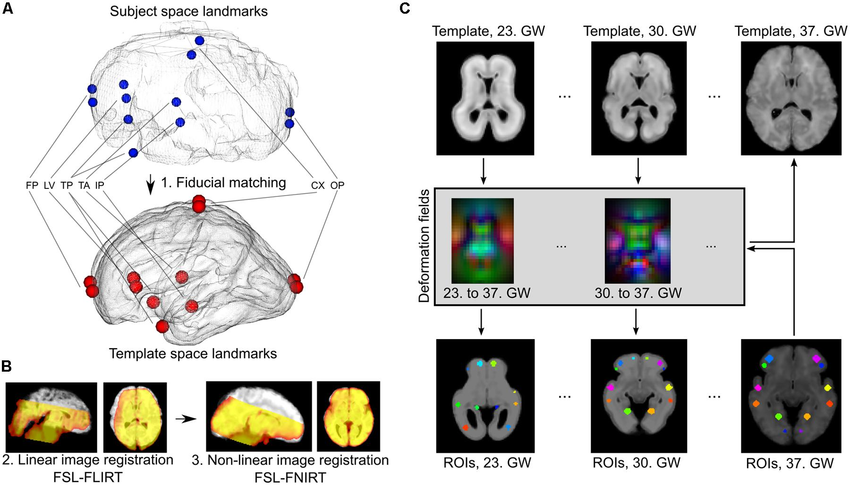 A
Subject space landmarks
FP LV TP TA IP
CX OP
1. Fiducial matching
Template space landmarks
B
2. Linear image registration
FSL-FLIRT
3. Non-linear image registration
FSL-FNIRT
C
Template, 23. GW
Template, 30. GW
Template, 37. GW
...
...
Deformation fields
...
...
23. to 37. GW
30. to 37. GW
...
...
ROIs, 23. GW
ROIs, 30. GW
ROIs, 37. GW